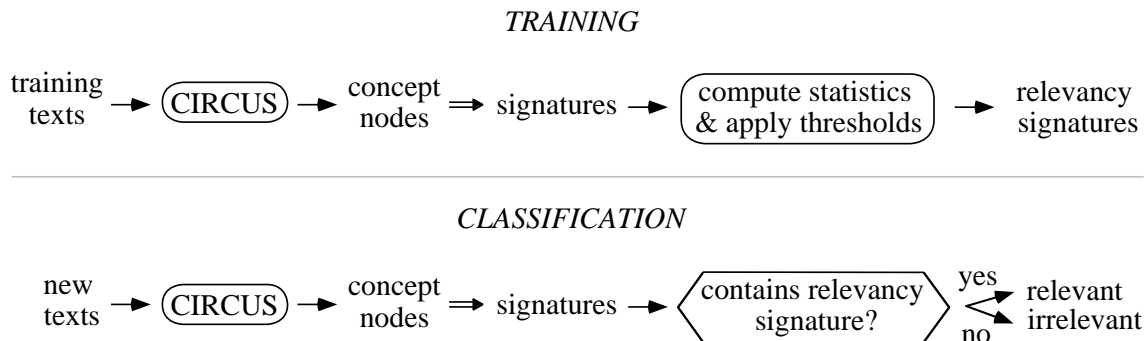 TRAINING
training
texts
CIRCUS
concept
nodes
signatures
compute statistics
& apply thresholds
relevancy
signatures
CLASSIFICATION
new
texts
CIRCUS
concept
nodes
signatures
contains relevancy
signature?
yes
no
relevant
irrelevant